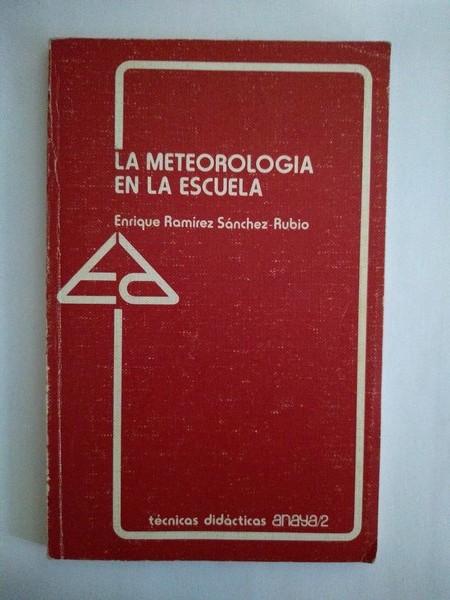 LA METEOROLOGIA
EN LA ESCUELA
Enrique Ramírez Sánchez-Rubio
técnicas didácticas anaya/2